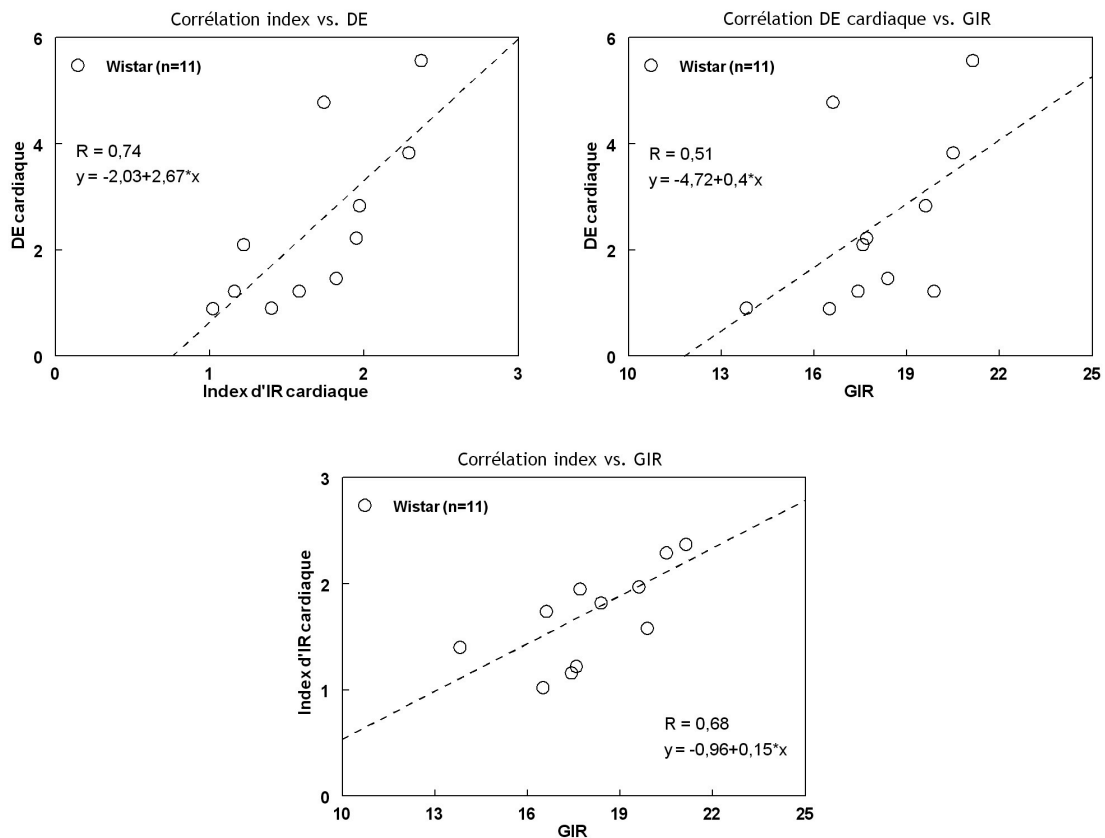 Corrélation index vs. DE
6
Wistar (n=11)
4
R = 0,74
y = -2,03+2,67*x
DE cardiaque
2
0
0 1 2 3
Index d'IR cardiaque
Corrélation DE cardiaque vs. GIR
6
Wistar (n=11)
4
R = 0,51
y = -4,72+0,4*x
DE cardiaque
2
0
10 13 16 19 22 25
GIR
Corrélation index vs. GIR
3
Wistar (n=11)
2
Index d'IR cardiaque
1
R = 0,68
y = -0,96+0,15*x
0
10 13 16 19 22 25
GIR